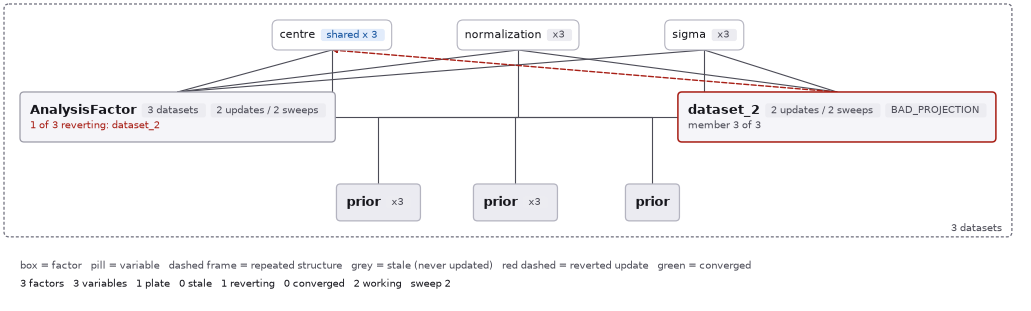 centre shared x 3
normalization x3
sigma x3
AnalysisFactor 3 datasets 2 updates / 2 sweeps
1 of 3 reverting: dataset_2
dataset_2 2 updates / 2 sweeps BAD_PROJECTION
member 3 of 3
prior x3
prior x3
prior
3 datasets
box = factor pill = variable dashed frame = repeated structure grey = stale (never updated) red dashed = reverted update green = converged
3 factors 3 variables 1 plate 0 stale 1 reverting 0 converged 2 working sweep 2